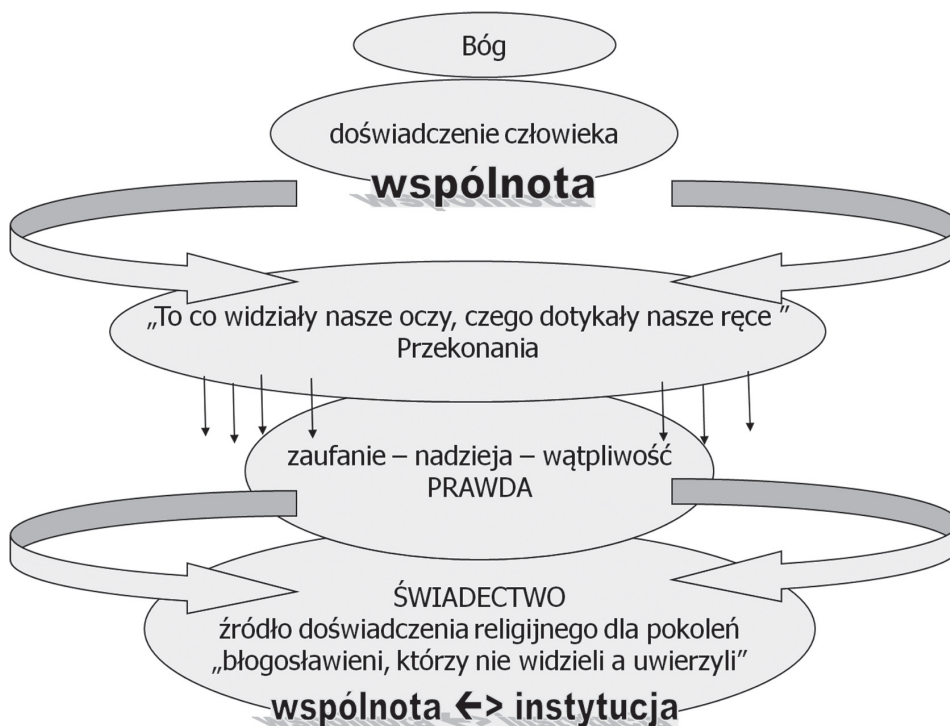 Bóg
doświadczenie człowieka
wspólnota
„To co widziały nasze oczy, czego dotykały nasze ręce ”
Przekonania
zaufanie – nadzieja – wątpliwość
PRAWDA
ŚWIADECTWO
źródło doświadczenia religijnego dla pokoleń
„błogosławieni, którzy nie widzieli a uwierzyli”
wspólnota <-> instytucja